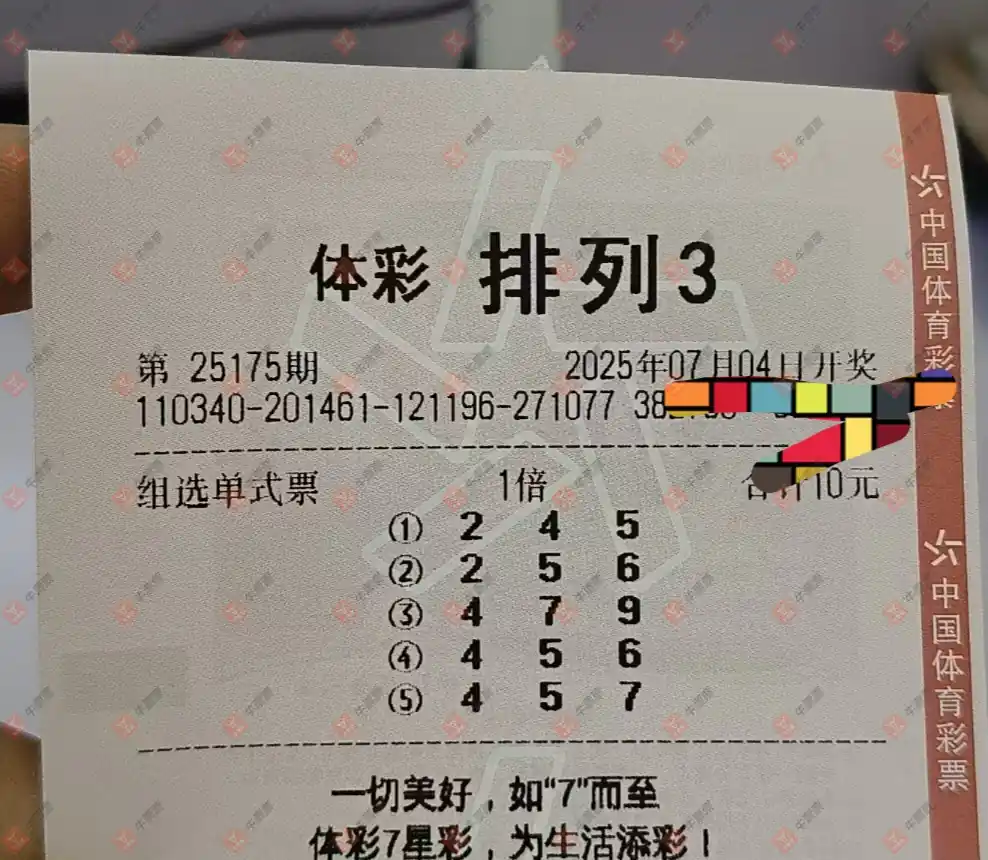 体彩 排列3
第 25175期 2025年07月04日开奖
110340-201461-121196-271077 38
组选单式票 1倍 合计10元
① 2 4 5
② 2 5 6
③ 4 7 9
④ 4 5 6
⑤ 4 5 7
一切美好，如“7”而至
体彩7星彩，为生活添彩！
中国体育彩票
中国体育彩票